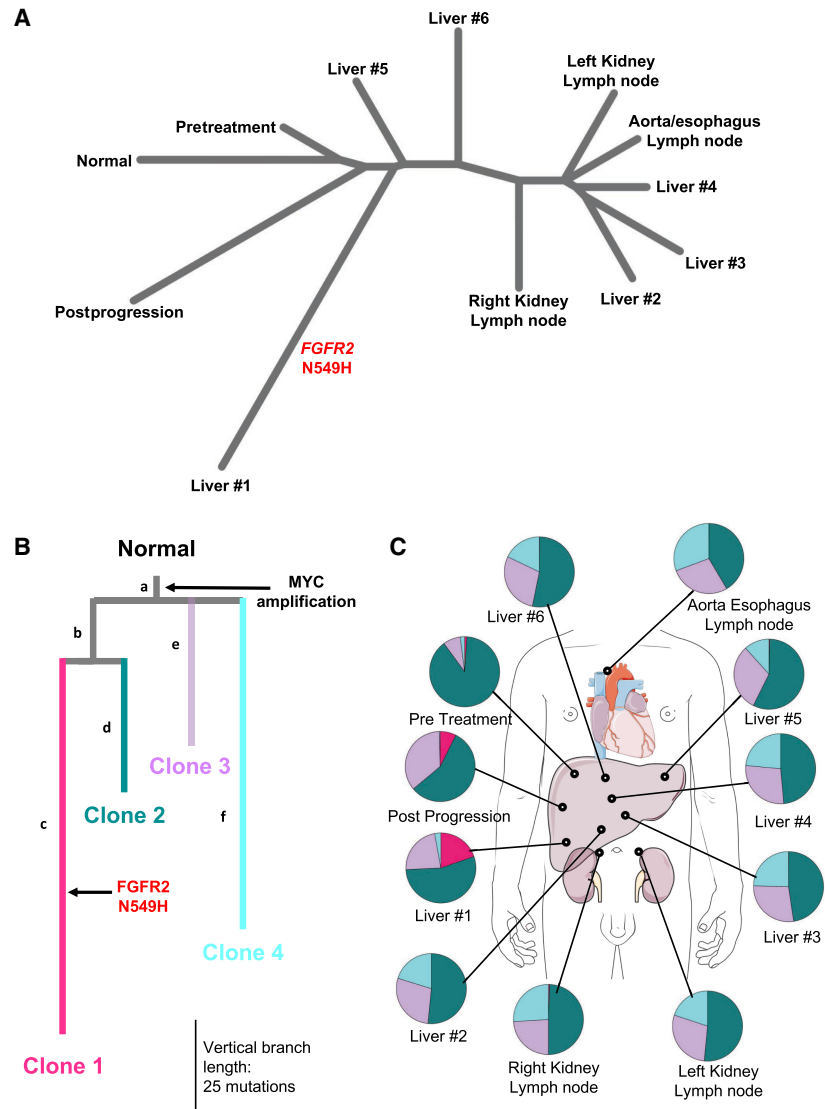 A
Liver #6
Liver #5
Left Kidney
Lymph node
Pretreatment
Aorta/esophagus
Lymph node
Normal
Liver #4
Liver #3
Liver #2
Right Kidney
Lymph node
Postprogression
FGFR2
N549H
Liver #1
B
Normal
a
MYC
amplification
b
e
d
Clone 3
Clone 2
c
f
FGFR2
N549H
Clone 4
Clone 1
Vertical branch
length:
25 mutations
C
Liver #6
Aorta Esophagus
Lymph node
Pre Treatment
Liver #5
Post Progression
Liver #4
Liver #1
Liver #3
Liver #2
Right Kidney
Lymph node
Left Kidney
Lymph node